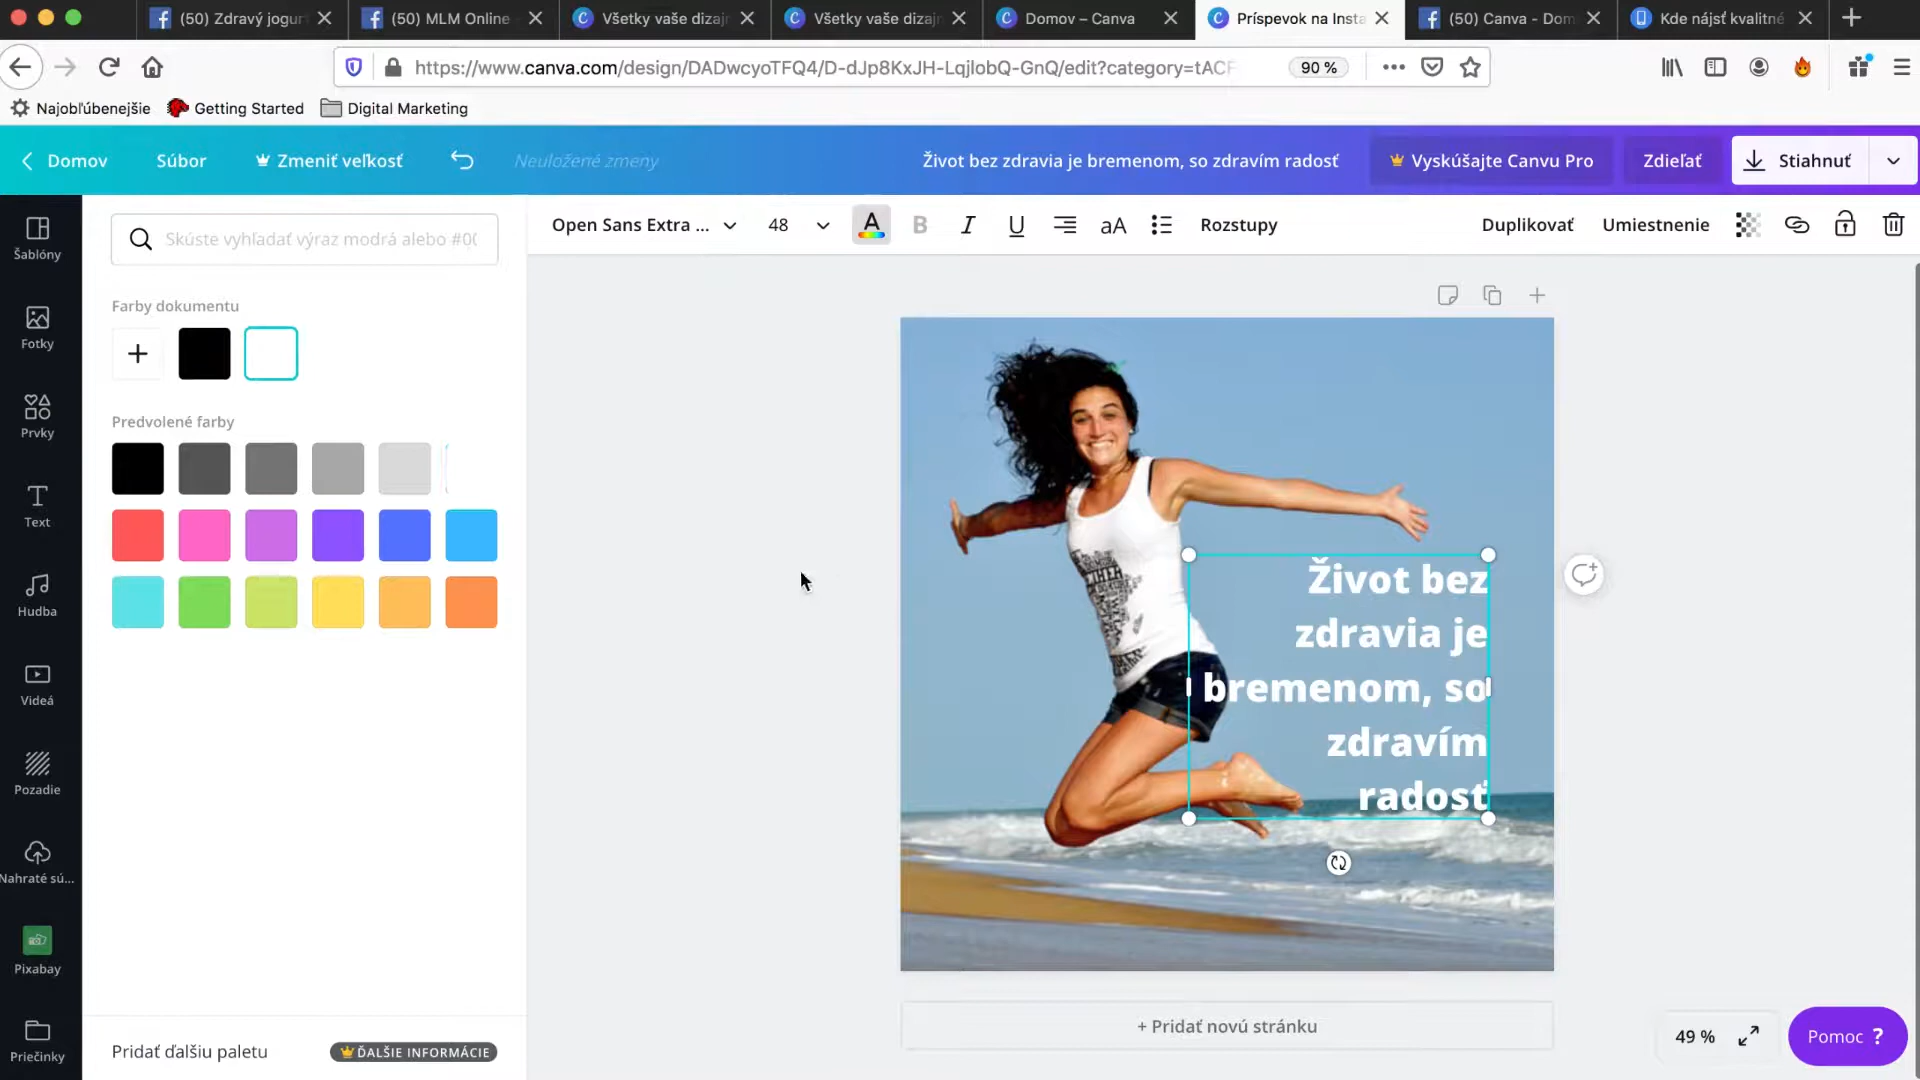 (50) Zdravý jogur
(50) MLM Online -
Všetky vaše dizajn
Všetky vaše dizajn
Domov – Canva
Príspevok na Insta
(50) Canva - Dom
Kde nájsť kvalitné
https://www.canva.com/design/DADwcyoTFQ4/D-dJp8KxJH-LqjlobQ-GnQ/edit?category=tACF
90 %
Najobľúbenejšie
Getting Started
Digital Marketing
Domov
Súbor
Zmeniť veľkosť
Neuložené zmeny
Život bez zdravia je bremenom, so zdravím radosť
Vyskúšajte Canvu Pro
Zdieľať
Stiahnuť
Šablóny
Fotky
Prvky
Text
Hudba
Videá
Pozadie
Nahraté sú...
Pixabay
Priečinky
Skúste vyhľadať výraz modrá alebo #00
Farby dokumentu
Predvolené farby
Pridať ďalšiu paletu
ĎALŠIE INFORMÁCIE
Open Sans Extra ...
48
A
B
I
U
aA
Rozstupy
Duplikovať
Umiestnenie
WHEN
Život bez
zdravia je
bremenom, so
zdravím
radosť
+ Pridať novú stránku
49 %
Pomoc ?